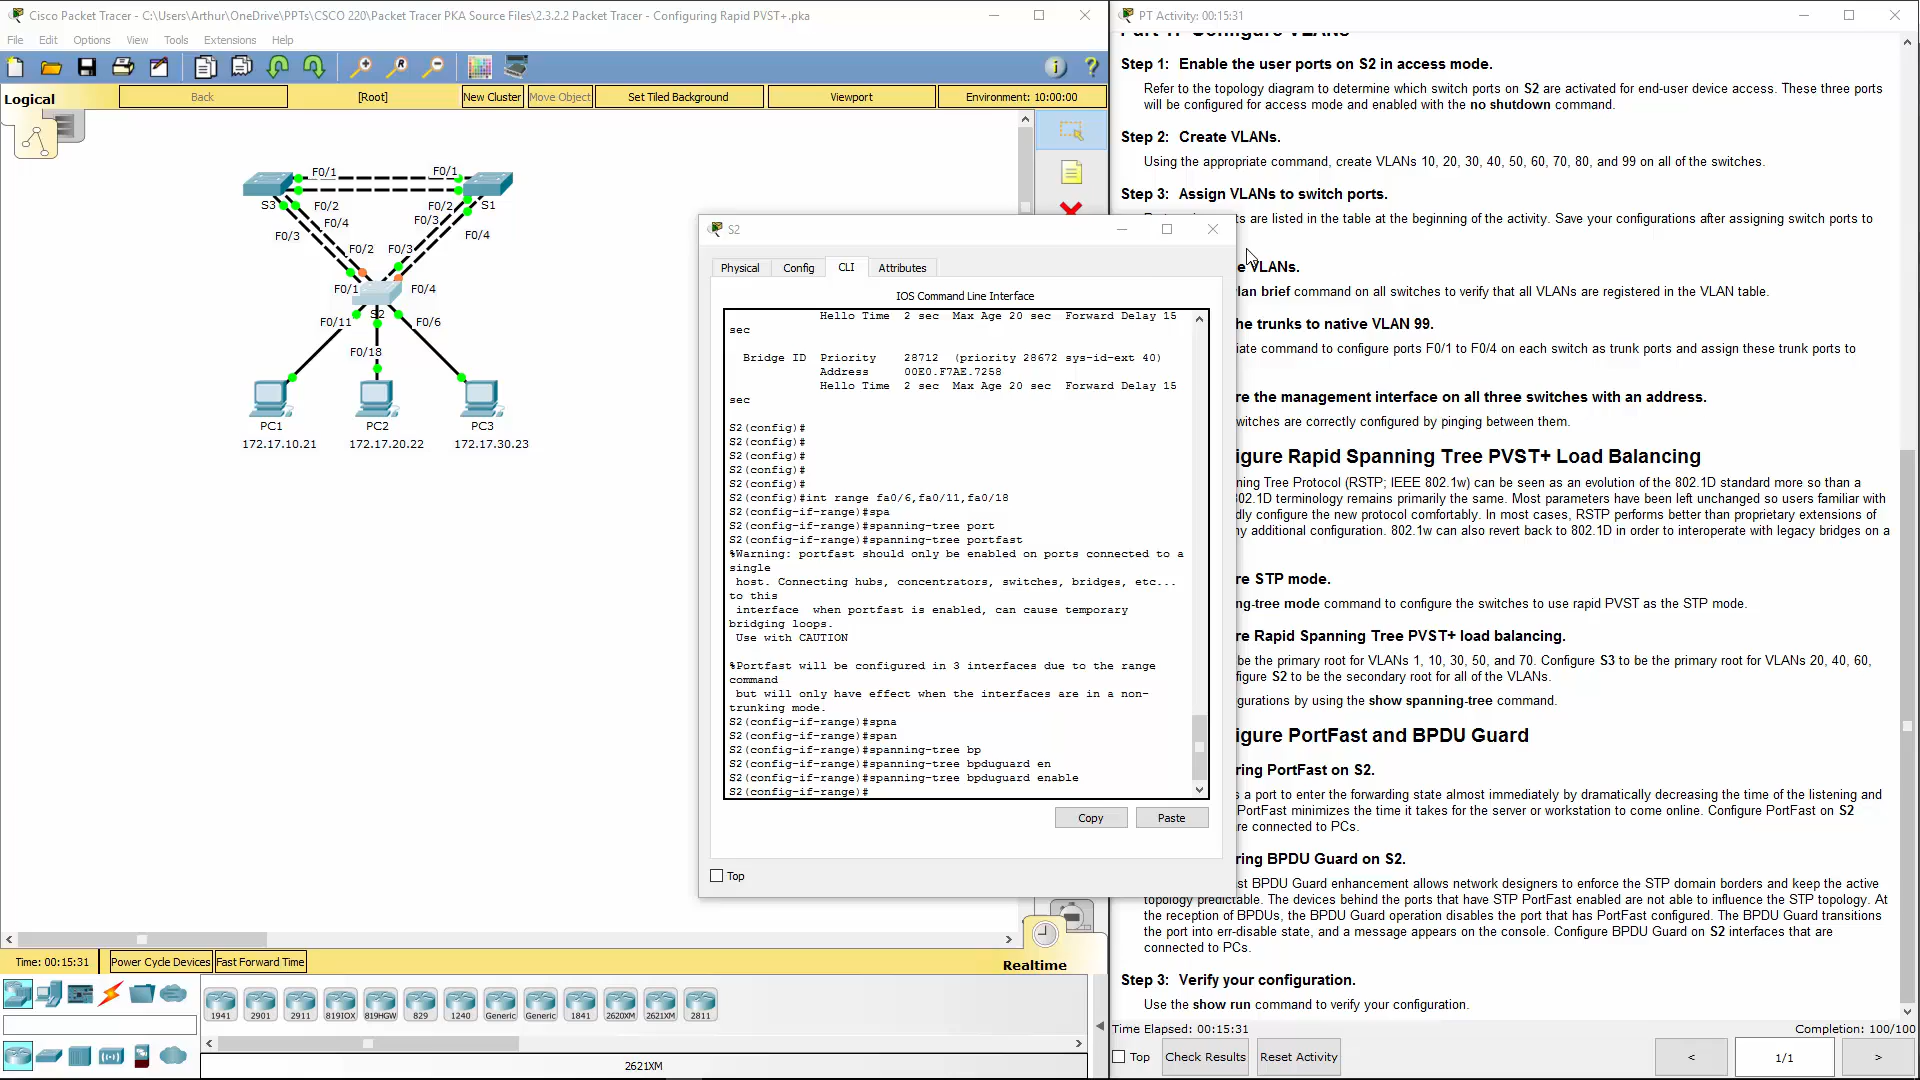 Cisco Packet Tracer - C:\Users\Arthur\OneDrive\PPTs\CSCO 220\Packet Tracer PKA Source Files\2.3.2.2 Packet Tracer - Configuring Rapid PVST+.pka
File Edit Options View Tools Extensions Help
Logical Back [Root] New Cluster Move Object Set Tiled Background Viewport Environment: 10:00:00
F0/1 F0/1
S3 F0/2 F0/2 S1
F0/4 F0/3
F0/3 F0/4
F0/2 F0/3
F0/1 F0/4
S2
F0/11 F0/6
F0/18
PC1 PC2 PC3
172.17.10.21 172.17.20.22 172.17.30.23
S2
Physical Config CLI Attributes
IOS Command Line Interface
Hello Time 2 sec Max Age 20 sec Forward Delay 15
sec
Bridge ID Priority 28712 (priority 28672 sys-id-ext 40)
Address 00E0.F7AE.7258
Hello Time 2 sec Max Age 20 sec Forward Delay 15
sec
S2(config)#
S2(config)#
S2(config)#
S2(config)#
S2(config)#
S2(config)#int range fa0/6,fa0/11,fa0/18
S2(config-if-range)#spa
S2(config-if-range)#spanning-tree port
S2(config-if-range)#spanning-tree portfast
%Warning: portfast should only be enabled on ports connected to a
single
host. Connecting hubs, concentrators, switches, bridges, etc...
to this
interface when portfast is enabled, can cause temporary
bridging loops.
Use with CAUTION
%Portfast will be configured in 3 interfaces due to the range
command
but will only have effect when the interfaces are in a non-
trunking mode.
S2(config-if-range)#spna
S2(config-if-range)#span
S2(config-if-range)#spanning-tree bp
S2(config-if-range)#spanning-tree bpduguard en
S2(config-if-range)#spanning-tree bpduguard enable
S2(config-if-range)#
Copy Paste
Top
Time: 00:15:31 Power Cycle Devices Fast Forward Time
Realtime
1941 2901 2911 819IOX 819HGW 829 1240 Generic Generic 1841 2620XM 2621XM 2811
2621XM
PT Activity: 00:15:31
Part 1: Configure VLANs
Step 1: Enable the user ports on S2 in access mode.
Refer to the topology diagram to determine which switch ports on S2 are activated for end-user device access. These three ports
will be configured for access mode and enabled with the no shutdown command.
Step 2: Create VLANs.
Using the appropriate command, create VLANs 10, 20, 30, 40, 50, 60, 70, 80, and 99 on all of the switches.
Step 3: Assign VLANs to switch ports.
are listed in the table at the beginning of the activity. Save your configurations after assigning switch ports to
e VLANs.
lan brief command on all switches to verify that all VLANs are registered in the VLAN table.
he trunks to native VLAN 99.
iate command to configure ports F0/1 to F0/4 on each switch as trunk ports and assign these trunk ports to
re the management interface on all three switches with an address.
witches are correctly configured by pinging between them.
igure Rapid Spanning Tree PVST+ Load Balancing
ning Tree Protocol (RSTP; IEEE 802.1w) can be seen as an evolution of the 802.1D standard more so than a
802.1D terminology remains primarily the same. Most parameters have been left unchanged so users familiar with
dly configure the new protocol comfortably. In most cases, RSTP performs better than proprietary extensions of
ny additional configuration. 802.1w can also revert back to 802.1D in order to interoperate with legacy bridges on a
re STP mode.
ng-tree mode command to configure the switches to use rapid PVST as the STP mode.
re Rapid Spanning Tree PVST+ load balancing.
be the primary root for VLANs 1, 10, 30, 50, and 70. Configure S3 to be the primary root for VLANs 20, 40, 60,
figure S2 to be the secondary root for all of the VLANs.
gurations by using the show spanning-tree command.
igure PortFast and BPDU Guard
ring PortFast on S2.
s a port to enter the forwarding state almost immediately by dramatically decreasing the time of the listening and
PortFast minimizes the time it takes for the server or workstation to come online. Configure PortFast on S2
re connected to PCs.
ring BPDU Guard on S2.
st BPDU Guard enhancement allows network designers to enforce the STP domain borders and keep the active
topology predictable. The devices behind the ports that have STP PortFast enabled are not able to influence the STP topology. At
the reception of BPDUs, the BPDU Guard operation disables the port that has PortFast configured. The BPDU Guard transitions
the port into err-disable state, and a message appears on the console. Configure BPDU Guard on S2 interfaces that are
connected to PCs.
Step 3: Verify your configuration.
Use the show run command to verify your configuration.
Time Elapsed: 00:15:31 Completion: 100/100
Top Check Results Reset Activity < 1/1 >